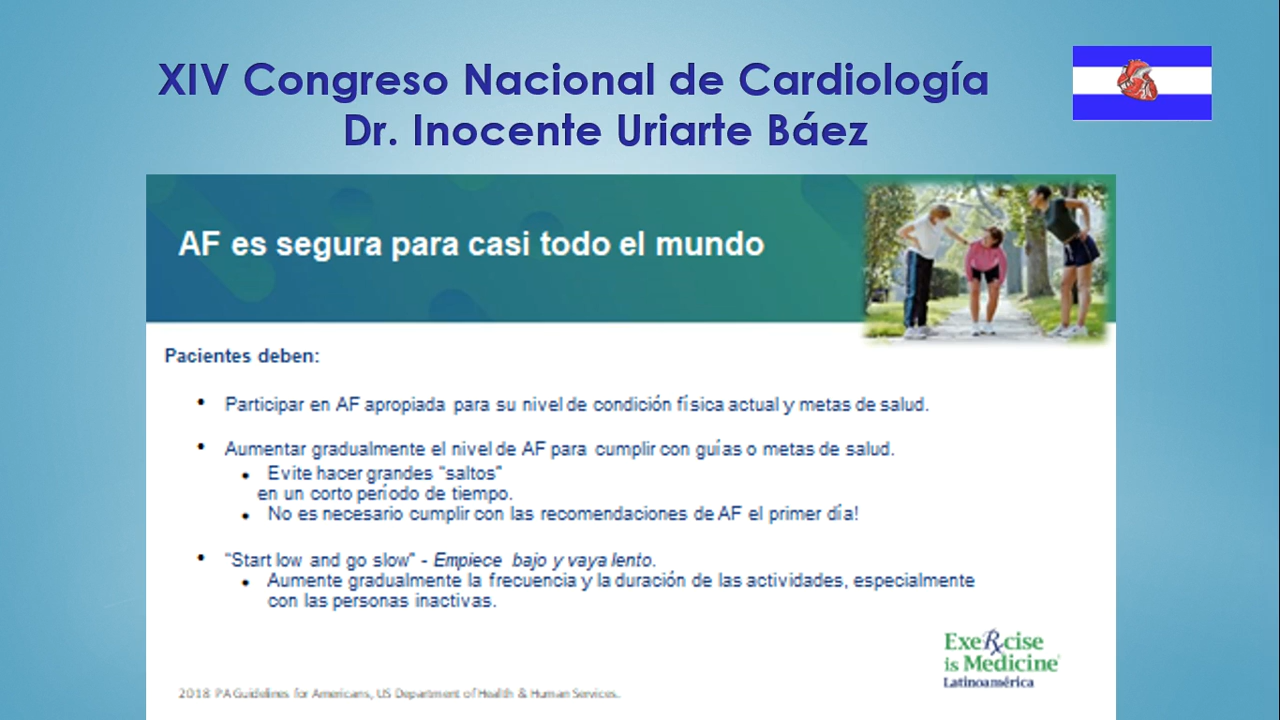 XIV Congreso Nacional de Cardiología
Dr. Inocente Uriarte Báez
AF es segura para casi todo el mundo
Pacientes deben:
• Participar en AF apropiada para su nivel de condición física actual y metas de salud.
• Aumentar gradualmente el nivel de AF para cumplir con guías o metas de salud.
• Evite hacer grandes “saltos”
en un corto período de tiempo.
• No es necesario cumplir con las recomendaciones de AF el primer día!
• “Start low and go slow” - Empiece bajo y vaya lento.
• Aumente gradualmente la frecuencia y la duración de las actividades, especialmente
con las personas inactivas.
ExeRcise
is Medicine
Latinoamérica
2018 PA Guidelines for Americans, US Department of Health & Human Services.